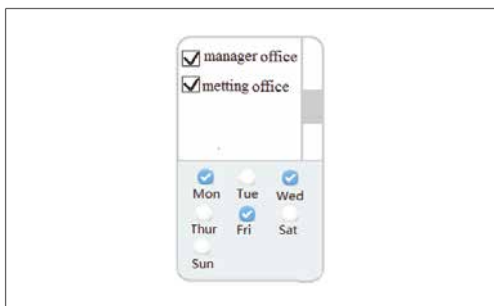 manager office
metting office
Mon Tue Wed
Thur Fri Sat
Sun